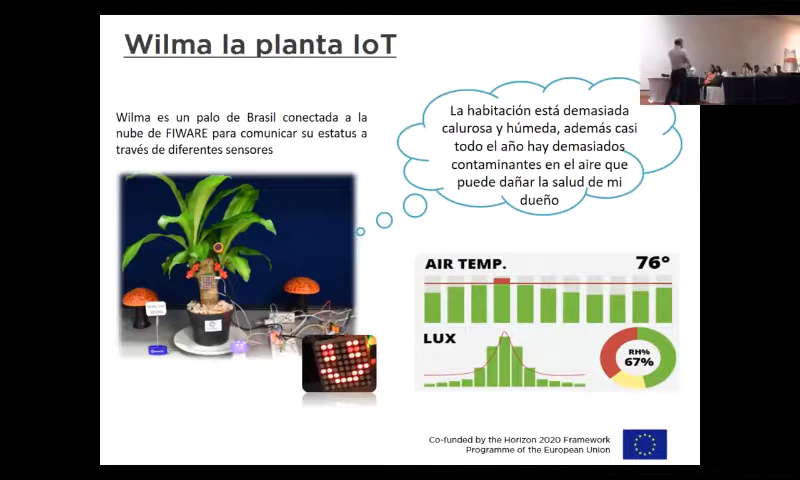 Wilma la planta IoT
Wilma es un palo de Brasil conectada a la
nube de FIWARE para comunicar su estatus a
través de diferentes sensores
La habitación está demasiada
calurosa y húmeda, además casi
todo el año hay demasiados
contaminantes en el aire que
puede dañar la salud de mi
dueño
AIR TEMP. 76°
LUX
RH%
67%
Co-funded by the Horizon 2020 Framework
Programme of the European Union